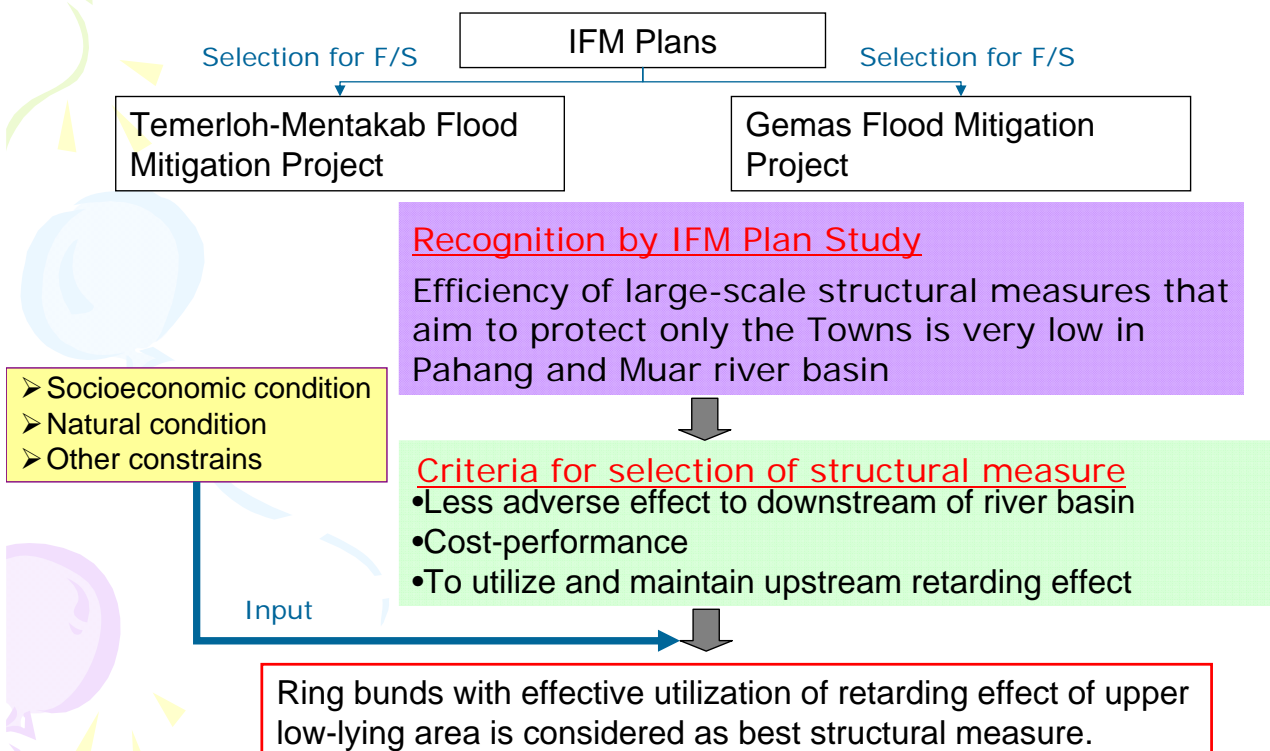 IFM Plans
Selection for F/S
Selection for F/S
Temerloh-Mentakab Flood
Mitigation Project
Gemas Flood Mitigation
Project
Recognition by IFM Plan Study
Efficiency of large-scale structural measures that
aim to protect only the Towns is very low in
Pahang and Muar river basin
➢Socioeconomic condition
➢Natural condition
➢Other constrains
Criteria for selection of structural measure
•Less adverse effect to downstream of river basin
•Cost-performance
•To utilize and maintain upstream retarding effect
Input
Ring bunds with effective utilization of retarding effect of upper
low-lying area is considered as best structural measure.